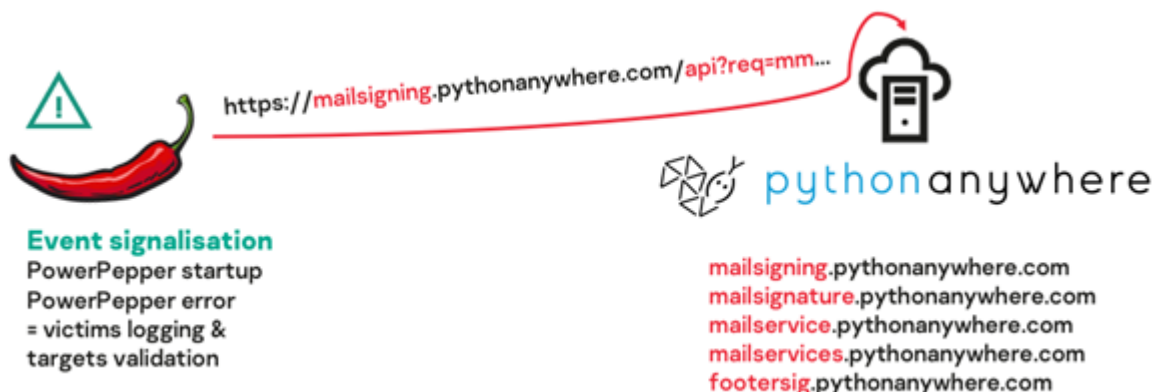 https://mailsigning.pythonanywhere.com/api?req=mm...
!
pythonanywhere
Event signalisation
PowerPepper startup
PowerPepper error
= victims logging &
targets validation
mailsigning.pythonanywhere.com
mailsignature.pythonanywhere.com
mailservice.pythonanywhere.com
mailservices.pythonanywhere.com
footersig.pythonanywhere.com